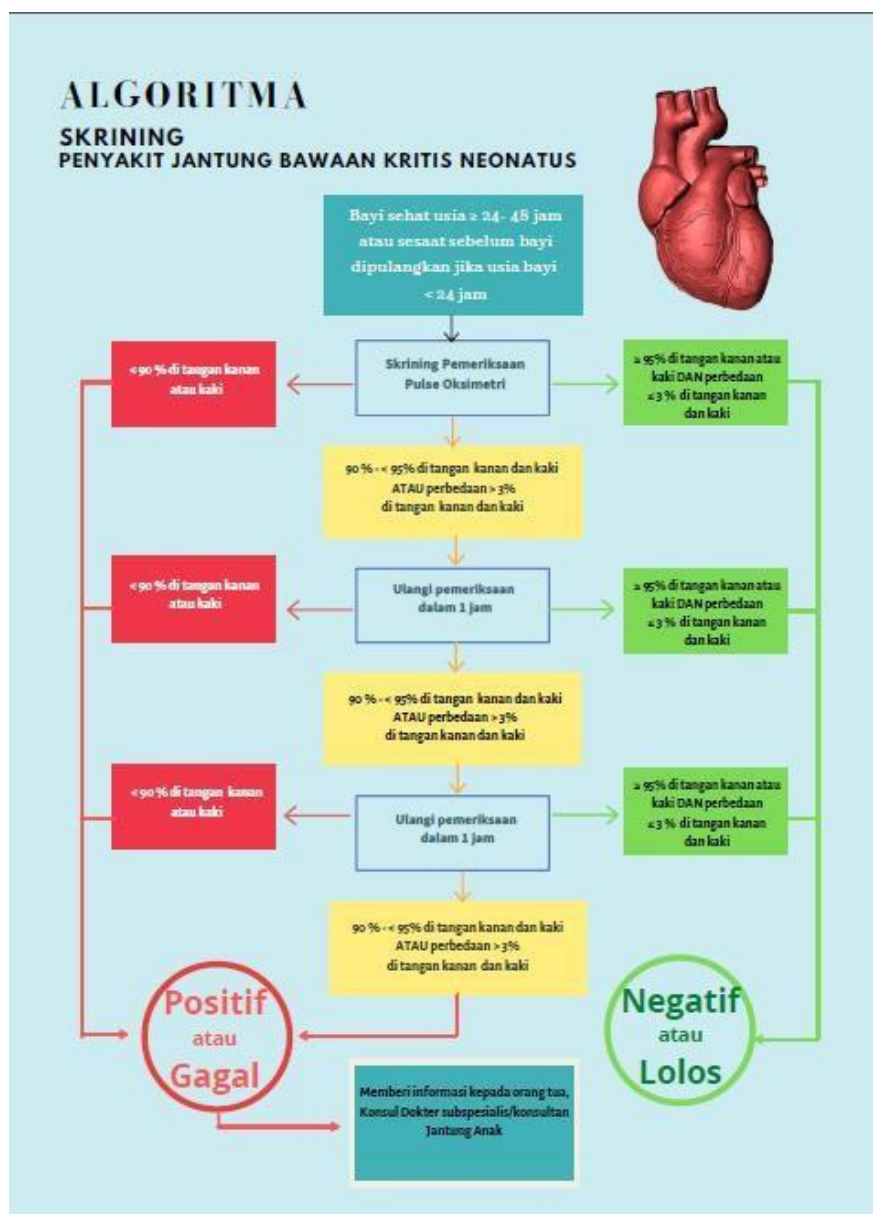 ALGORITMA
SKRINING
PENYAKIT JANTUNG BAWAAN KRITIS NEONATUS
Bayi sehat usia ≥ 24- 48 jam
atau sesaat sebelum bayi
dipulangkan jika usia bayi
< 24 jam
< 90 % di tangan kanan
atau kaki
Skrining Pemeriksaan
Pulse Oksimetri
≥ 95% di tangan kanan atau
kaki DAN perbedaan
≤ 3 % di tangan kanan
dan kaki
90 % - < 95% di tangan kanan dan kaki
ATAU perbedaan > 3%
di tangan kanan dan kaki
< 90 % di tangan kanan
atau kaki
Ulangi pemeriksaan
dalam 1 jam
≥ 95% di tangan kanan atau
kaki DAN perbedaan
≤ 3 % di tangan kanan
dan kaki
90 % - < 95% di tangan kanan dan kaki
ATAU perbedaan > 3%
di tangan kanan dan kaki
< 90 % di tangan kanan
atau kaki
Ulangi pemeriksaan
dalam 1 jam
≥ 95% di tangan kanan atau
kaki DAN perbedaan
≤ 3 % di tangan kanan
dan kaki
90 % - < 95% di tangan kanan dan kaki
ATAU perbedaan > 3%
di tangan kanan dan kaki
Positif
atau
Gagal
Negatif
atau
Lolos
Memberi informasi kepada orang tua,
Konsul Dokter subspesialis/konsultan
Jantung Anak